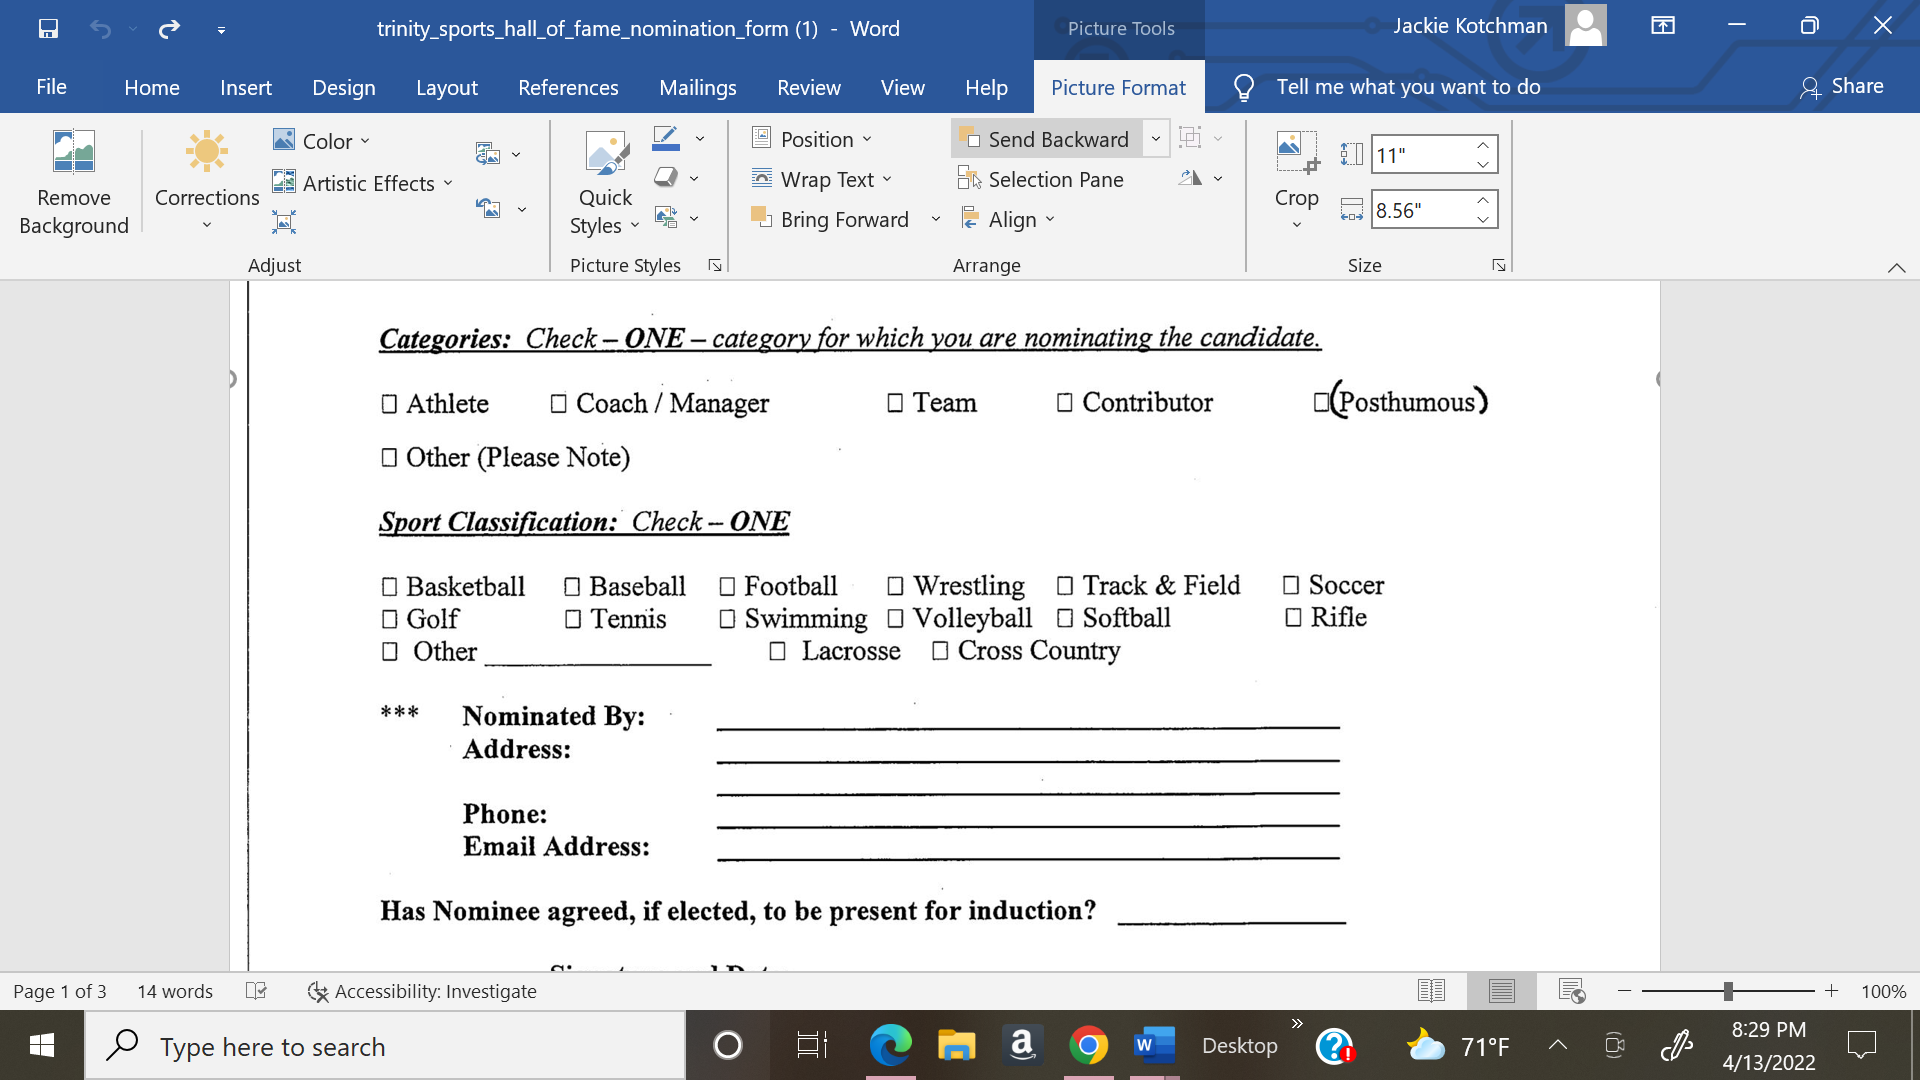 trinity_sports_hall_of_fame_nomination_form (1) - Word
Picture Tools
Jackie Kotchman
File Home Insert Design Layout References Mailings Review View Help Picture Format Tell me what you want to do Share
Remove Background
Corrections
Color
Artistic Effects
Adjust
Quick Styles
Picture Styles
Position
Wrap Text
Bring Forward
Send Backward
Selection Pane
Align
Arrange
Crop
11"
8.56"
Size
Categories: Check – ONE – category for which you are nominating the candidate.
☐ Athlete ☐ Coach / Manager ☐ Team ☐ Contributor ☐ (Posthumous)
☐ Other (Please Note)
Sport Classification: Check – ONE
☐ Basketball ☐ Baseball ☐ Football ☐ Wrestling ☐ Track & Field ☐ Soccer
☐ Golf ☐ Tennis ☐ Swimming ☐ Volleyball ☐ Softball ☐ Rifle
☐ Other ☐ Lacrosse ☐ Cross Country
*** Nominated By:
Address:
Phone:
Email Address:
Has Nominee agreed, if elected, to be present for induction?
Page 1 of 3 14 words Accessibility: Investigate 100%
Type here to search
Desktop
71°F
8:29 PM
4/13/2022